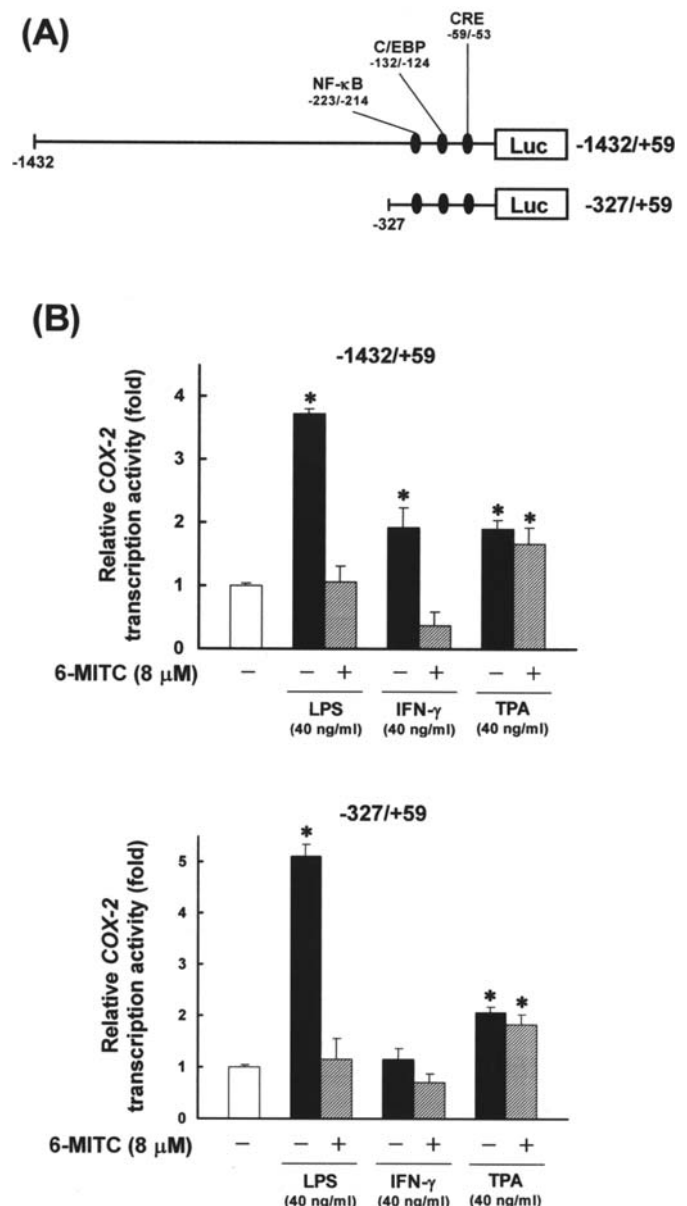 (A)
CRE
-59/-53
C/EBP
-132/-124
NF-κB
-223/-214
-1432
Luc
-1432/+59
-327
Luc
-327/+59
(B)
-1432/+59
Relative COX-2
transcription activity (fold)
4
3
2
1
0
* * * *
6-MITC (8 μM) – – + – + – +
LPS IFN-γ TPA
(40 ng/ml) (40 ng/ml) (40 ng/ml)
-327/+59
Relative COX-2
transcription activity (fold)
5
4
3
2
1
0
* * *
6-MITC (8 μM) – – + – + – +
LPS IFN-γ TPA
(40 ng/ml) (40 ng/ml) (40 ng/ml)